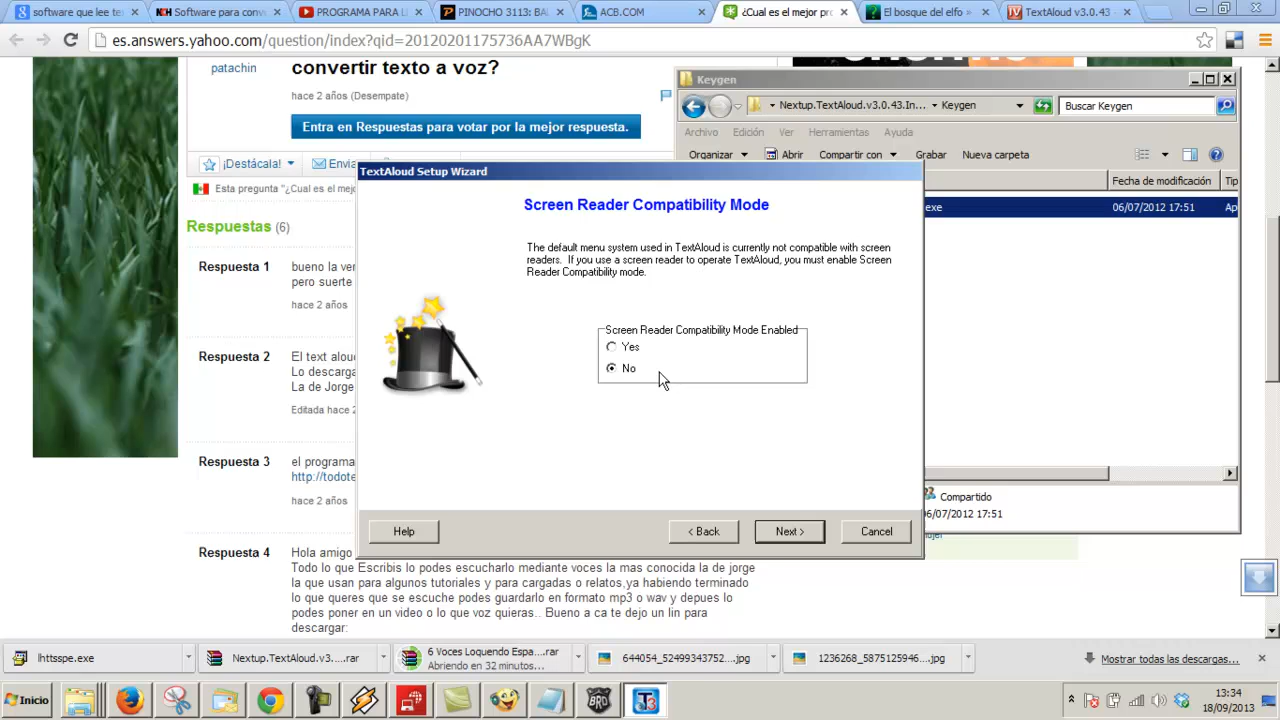 software que lee ter
Software para conv
PROGRAMA PARA L
PINOCHO 3113: BAL
ACB.COM
¿Cual es el mejor pro
El bosque del elfo »
TextAloud v3.0.43 -
es.answers.yahoo.com/question/index?qid=20120201175736AA7WBgK
patachin
convertir texto a voz?
hace 2 años (Desempate)
Entra en Respuestas para votar por la mejor respuesta.
¡Destácala!
Envia
Esta pregunta "¿Cual es el mejo
Respuestas (6)
Respuesta 1
bueno la ver
pero suerte
hace 2 años
Respuesta 2
El text aloud
Lo descarga
La de Jorge
Editada hace 2
Respuesta 3
el programa
http://todote
hace 2 años
Respuesta 4
Hola amigo
Todo lo que Escribis lo podes escucharlo mediante voces la mas conocida la de jorge
la que usan para algunos tutoriales y para cargadas o relatos,ya habiendo terminado
lo que queres que se escuche podes guardarlo en formato mp3 o wav y depues lo
podes poner en un video o lo que voz quieras.. Bueno a ca te dejo un lin para
descargar:
Keygen
Nextup.TextAloud.v3.0.43.In... Keygen
Buscar Keygen
Archivo Edición Ver Herramientas Ayuda
Organizar Abrir Compartir con Grabar Nueva carpeta
Fecha de modificación Tip
exe 06/07/2012 17:51 Ap
Compartido
06/07/2012 17:51
TextAloud Setup Wizard
Screen Reader Compatibility Mode
The default menu system used in TextAloud is currently not compatible with screen
readers. If you use a screen reader to operate TextAloud, you must enable Screen
Reader Compatibility mode.
Screen Reader Compatibility Mode Enabled
Yes
No
Help
< Back
Next >
Cancel
lhttsspe.exe
Nextup.TextAloud.v3....rar
6 Voces Loquendo Espa....rar
Abriendo en 32 minutos...
644054_52499343752....jpg
1236268_5875125946....jpg
Mostrar todas las descargas...
Inicio
13:34
18/09/2013